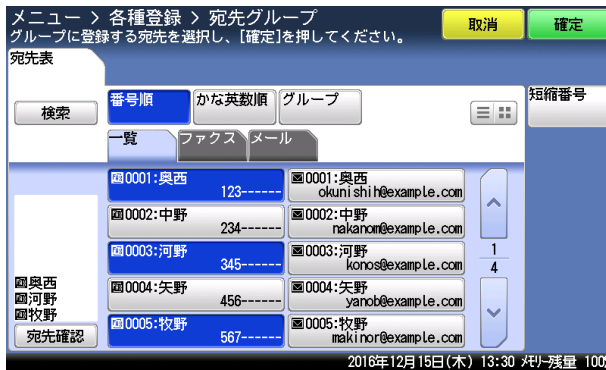 メニュー > 各種登録 > 宛先グループ
グループに登録する宛先を選択し、[確定]を押してください。
取消
確定
宛先表
検索
番号順 かな英数順 グループ
短縮番号
一覧 ファクス メール
0001:奥西
123------
0001:奥西
okunishih@example.com
0002:中野
234------
0002:中野
nakanom@example.com
0003:河野
345------
0003:河野
konos@example.com
0004:矢野
456------
0004:矢野
yanob@example.com
0005:牧野
567------
0005:牧野
makinor@example.com
1
4
奥西
河野
牧野
宛先確認
2016年12月15日(木) 13:30 メモリー残量 100%